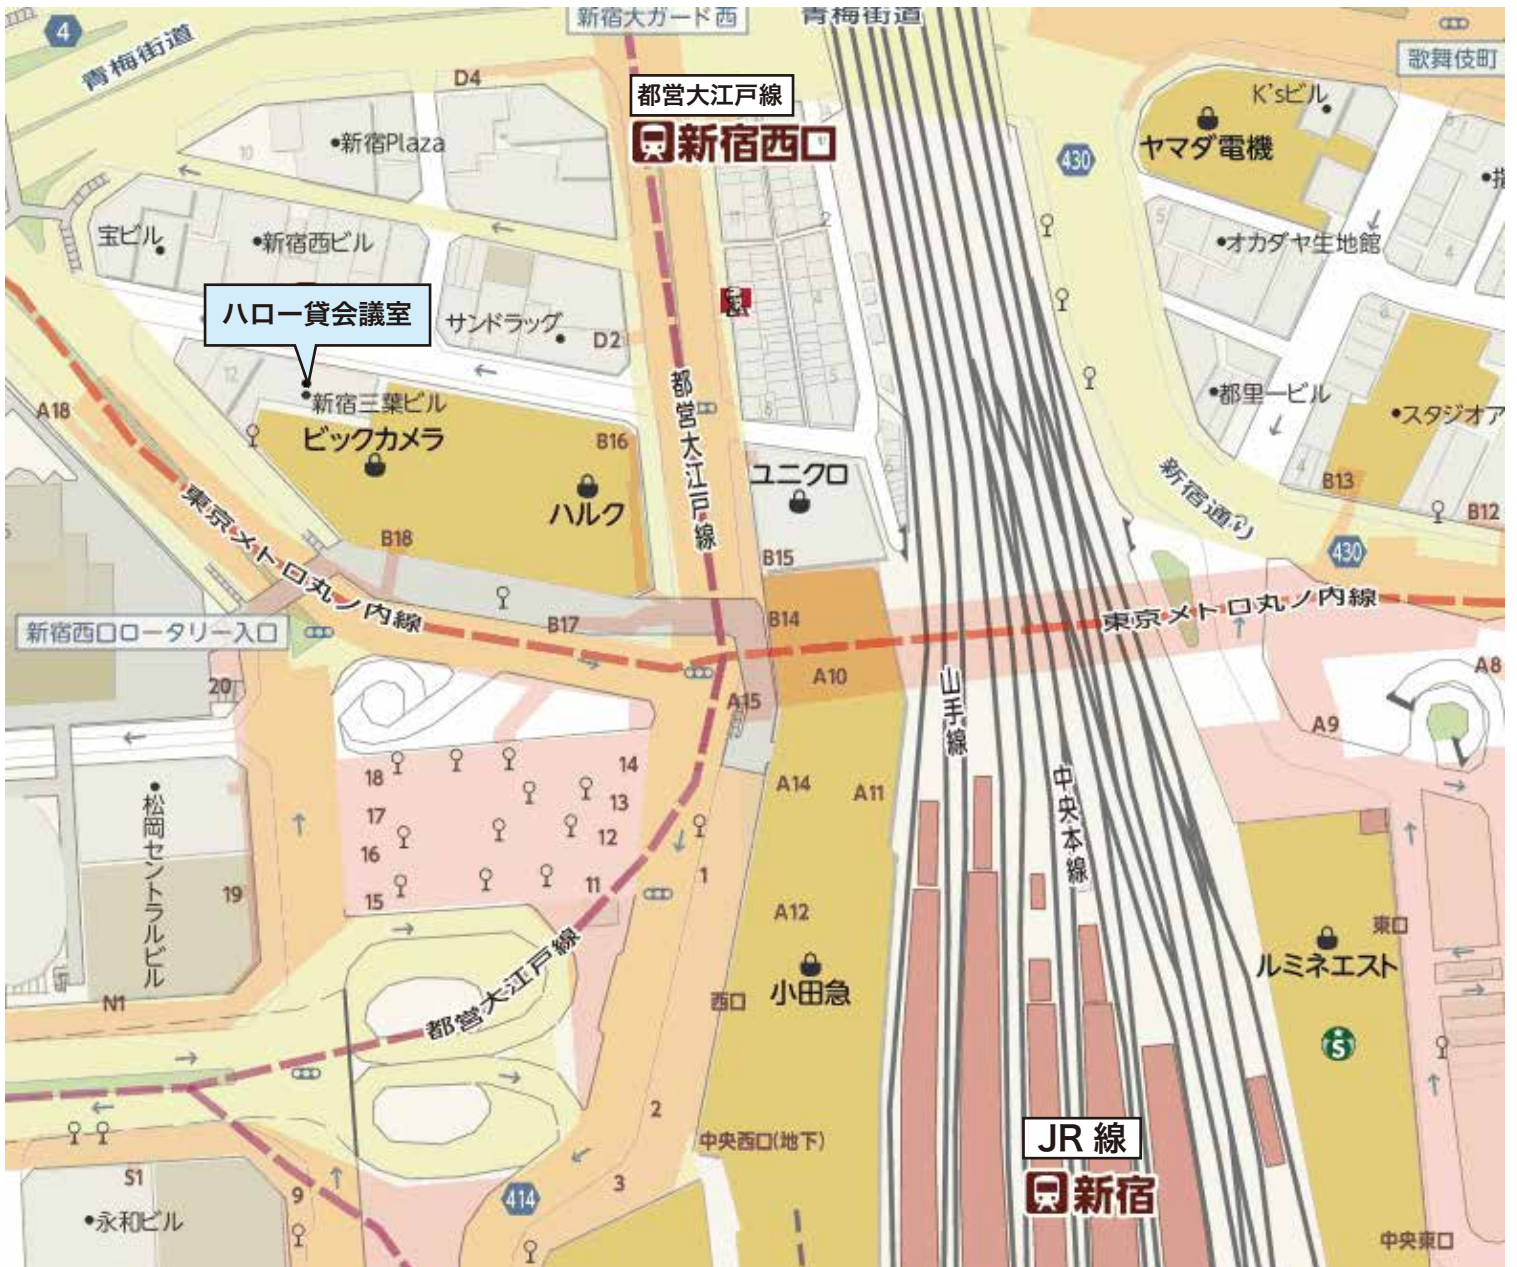 新宿大ガード西
青梅街道
4
青梅街道
歌舞伎町
D4
都営大江戸線
新宿西口
K'sビル
ヤマダ電機
430
新宿Plaza
10
宝ビル
新宿西ビル
11
2
5
オカダヤ生地館
4
ハロー貸会議室
サンドラッグ
D2
4
6
12
新宿三葉ビル
5
都里一ビル
スタジオア
A18
都営大江戸線
ビックカメラ
B16
ハルク
ユニクロ
新宿通り
4
B13
B12
東京メトロ丸ノ内線
B18
B15
430
新宿西口ロータリー入口
B17
B14
東京メトロ丸ノ内線
A10
A8
20
A15
山手線
A9
18
14
A14
A11
中央本線
17
13
16
12
松岡セントラルビル
19
15
11
1
A12
小田急
東口
ルミネエスト
都営大江戸線
西口
N1
2
中央西口(地下)
JR 線
新宿
S1
9
414
3
永和ビル
中央東口